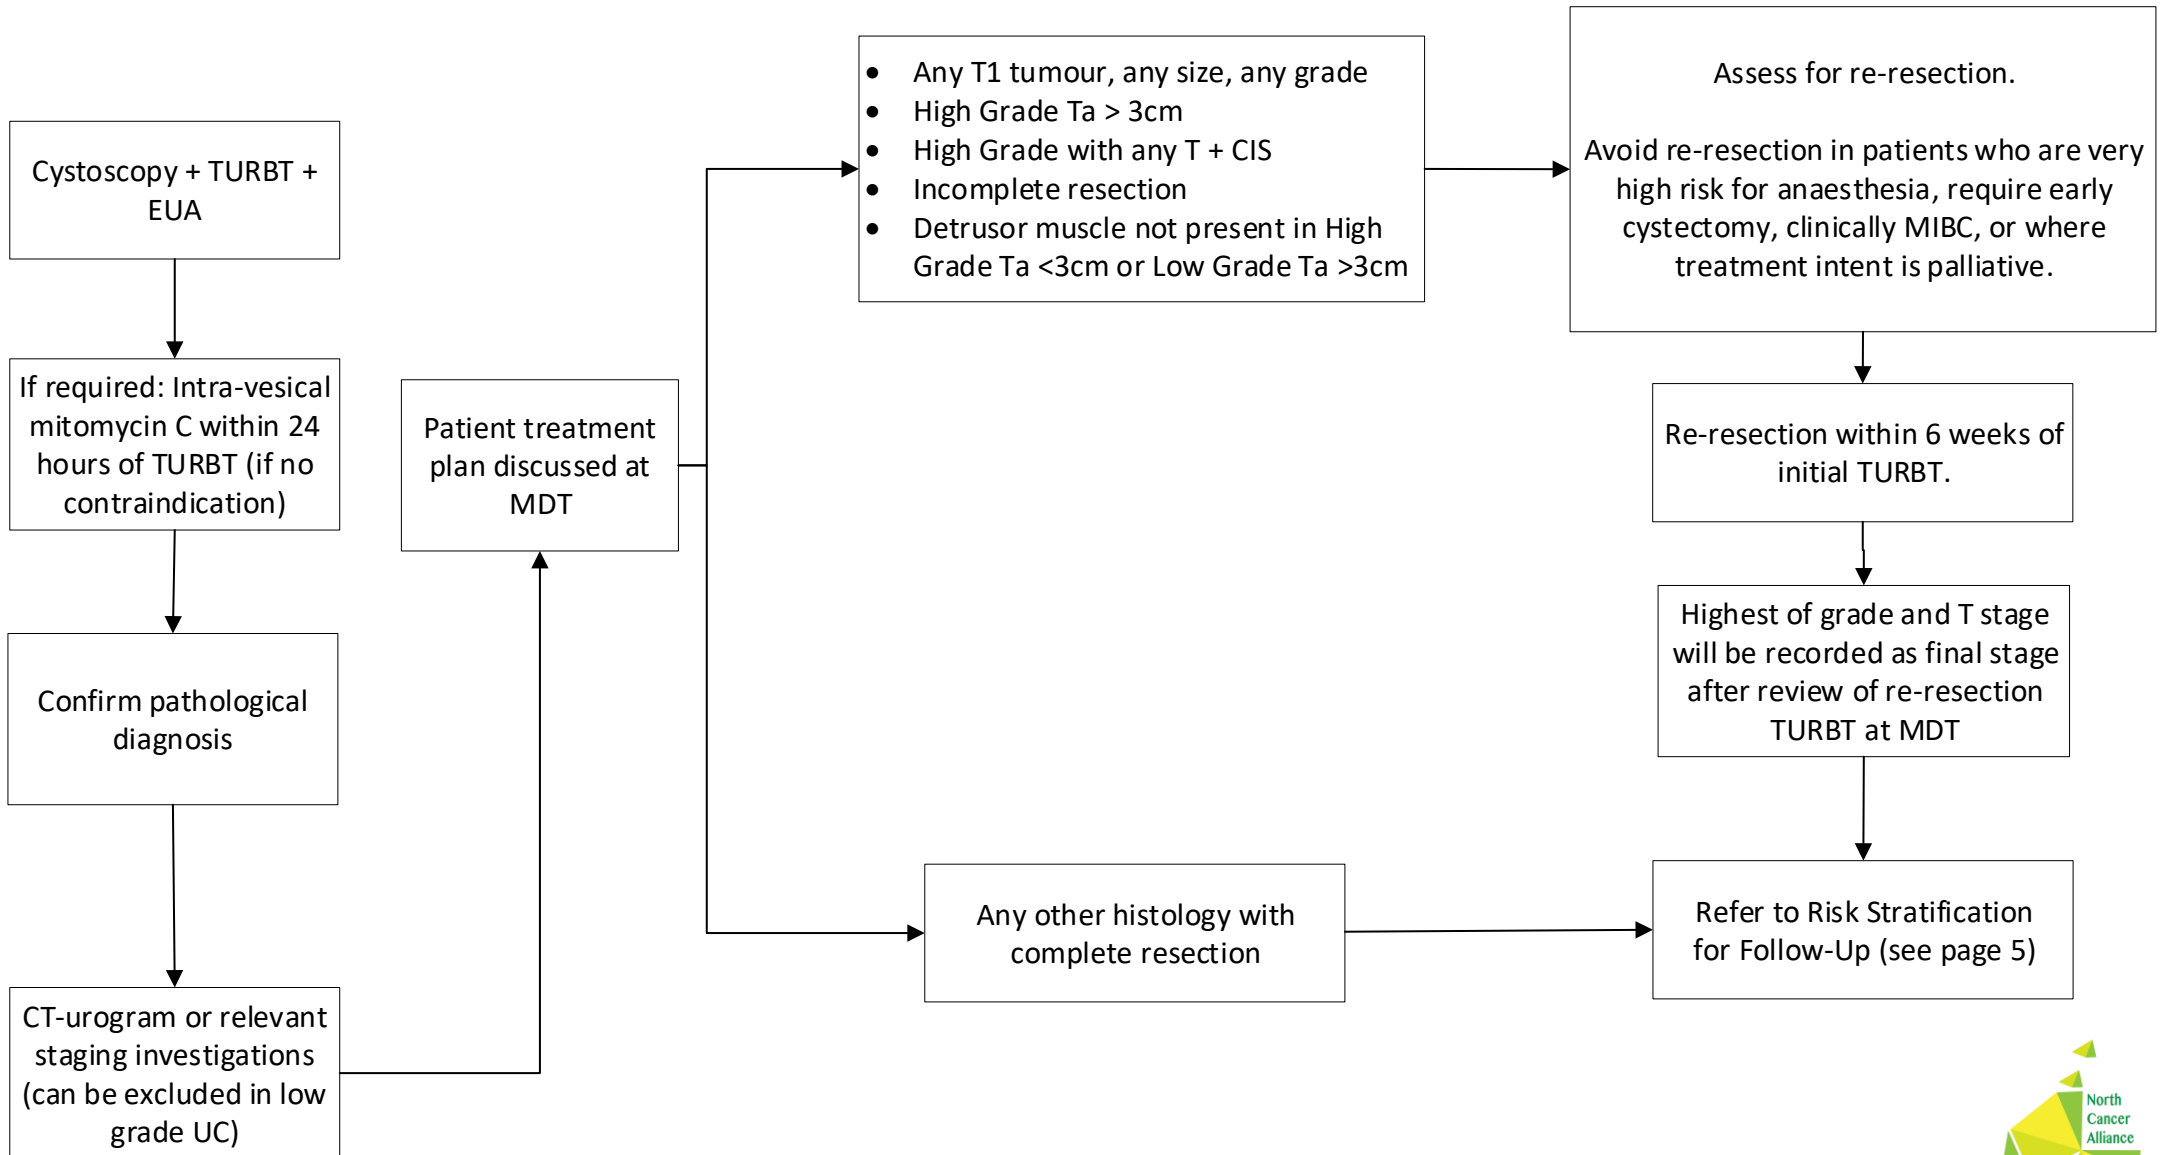 Cystoscopy + TURBT +
EUA
If required: Intra-vesical
mitomycin C within 24
hours of TURBT (if no
contraindication)
Confirm pathological
diagnosis
CT-urogram or relevant
staging investigations
(can be excluded in low
grade UC)
Patient treatment
plan discussed at
MDT
• Any T1 tumour, any size, any grade
• High Grade Ta > 3cm
• High Grade with any T + CIS
• Incomplete resection
• Detrusor muscle not present in High
Grade Ta <3cm or Low Grade Ta >3cm
Assess for re-resection.
Avoid re-resection in patients who are very
high risk for anaesthesia, require early
cystectomy, clinically MIBC, or where
treatment intent is palliative.
Re-resection within 6 weeks of
initial TURBT.
Highest of grade and T stage
will be recorded as final stage
after review of re-resection
TURBT at MDT
Any other histology with
complete resection
Refer to Risk Stratification
for Follow-Up (see page 5)
North
Cancer
Alliance